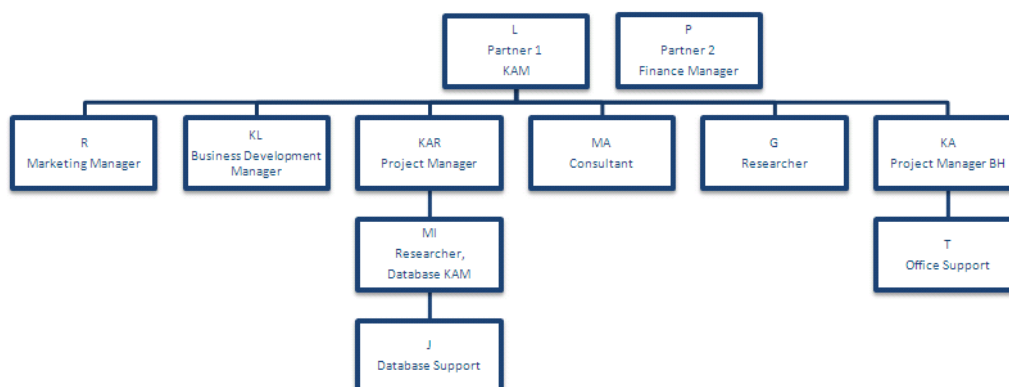 L
Partner 1
KAM
P
Partner 2
Finance Manager
R
Marketing Manager
KL
Business Development
Manager
KAR
Project Manager
MA
Consultant
G
Researcher
KA
Project Manager BH
MI
Researcher,
Database KAM
T
Office Support
J
Database Support